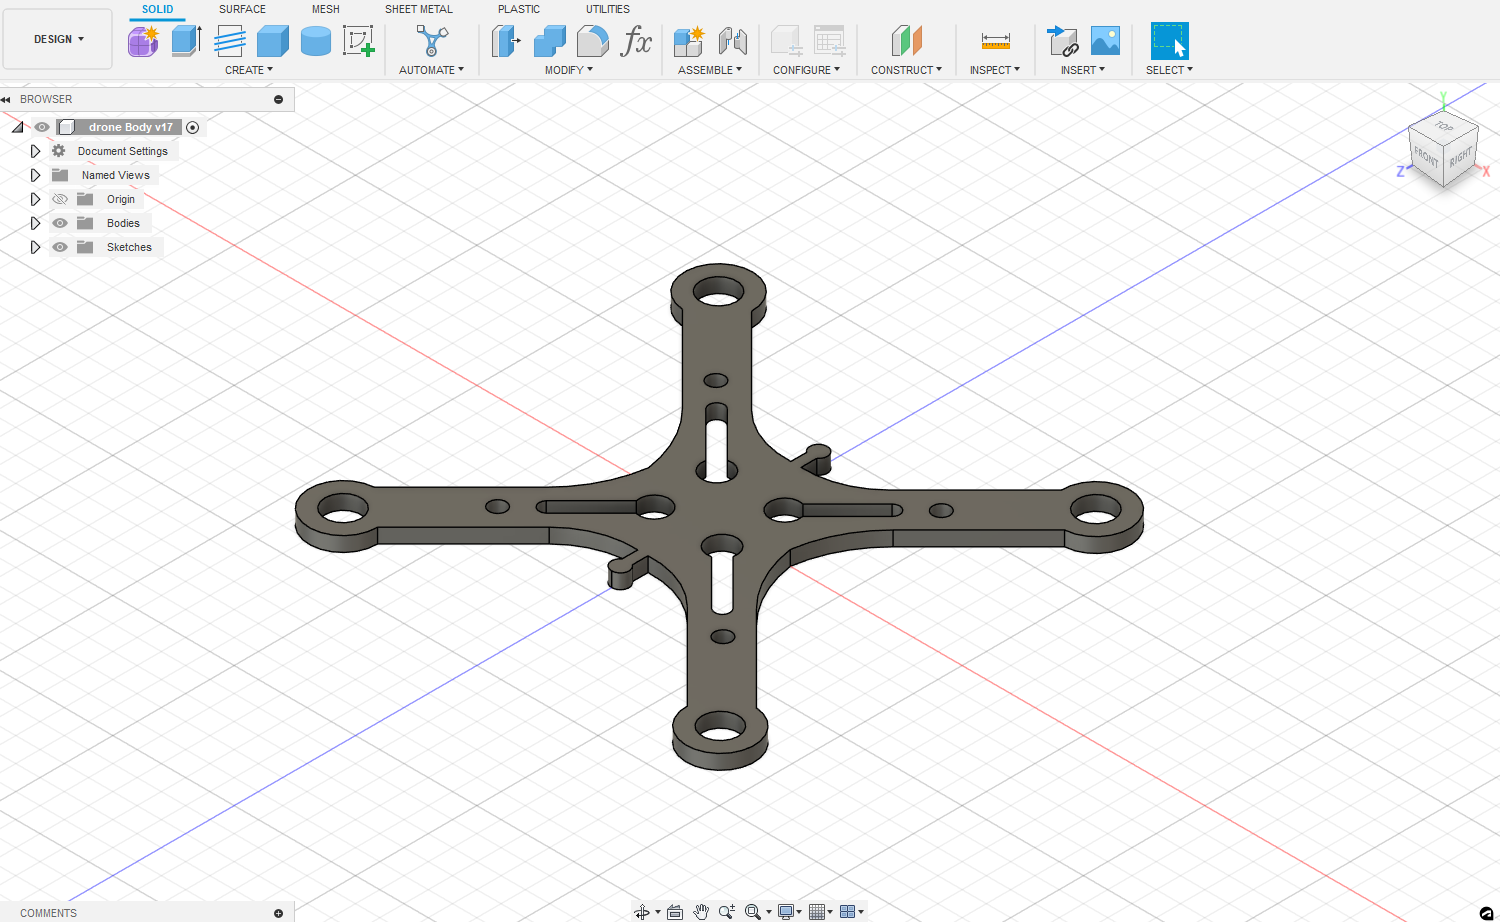 SOLID SURFACE MESH SHEET METAL PLASTIC UTILITIES
DESIGN
fx
CREATE AUTOMATE MODIFY ASSEMBLE CONFIGURE CONSTRUCT INSPECT INSERT SELECT
BROWSER
drone Body v17
Document Settings
Named Views
Origin
Bodies
Sketches
Y
TOP
FRONT
RIGHT
Z
X
COMMENTS